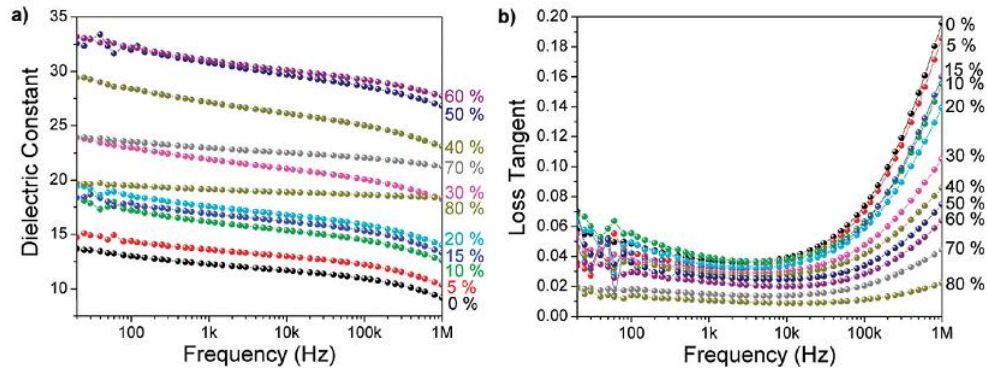 a)
35
30
25
20
15
10
Dielectric Constant
100
1k
10k
100k
1M
Frequency (Hz)
60 %
50 %
40 %
70 %
30 %
80 %
20 %
15 %
10 %
5 %
0 %
b)
0.20
0.18
0.16
0.14
0.12
0.10
0.08
0.06
0.04
0.02
0.00
Loss Tangent
100
1k
10k
100k
1M
Frequency (Hz)
0 %
5 %
15 %
10 %
20 %
30 %
40 %
50 %
60 %
70 %
80 %